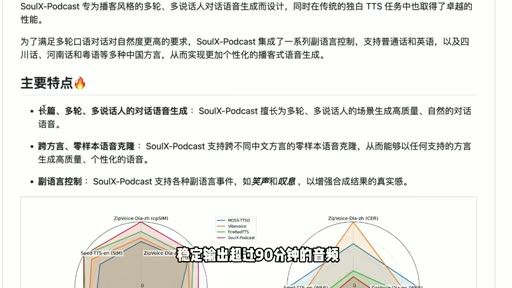 SoulX-Podcast 专为播客风格的多轮、多说话人对话语音生成而设计，同时在传统的独白 TTS 任务中也取得了卓越的
性能。
为了满足多轮口语对话对自然度更高的要求，SoulX-Podcast 集成了一系列副语言控制，支持普通话和英语，以及四
川话、河南话和粤语等多种中国方言，从而实现更加个性化的播客式语音生成。
主要特点🔥
• 长篇、多轮、多说话人的对话语音生成： SoulX-Podcast 擅长为多轮、多说话人的场景生成高质量、自然的对话
语音。
• 跨方言、零样本语音克隆： SoulX-Podcast 支持跨不同中文方言的零样本语音克隆，从而能够以任何支持的方言
生成高质量、个性化的语音。
• 副语言控制： SoulX-Podcast 支持各种副语言事件，如笑声和叹息，以增强合成结果的真实感。
ZipVoice-Dia-zh (cpSIM)
MOSS-TTSD
Vibevoice
FireRedTTS
SoulX-Podcast
ZipVoice-Dia-zh (CER)
Seed-TTS-en (SIM)
稳定输出超过90分钟的音频